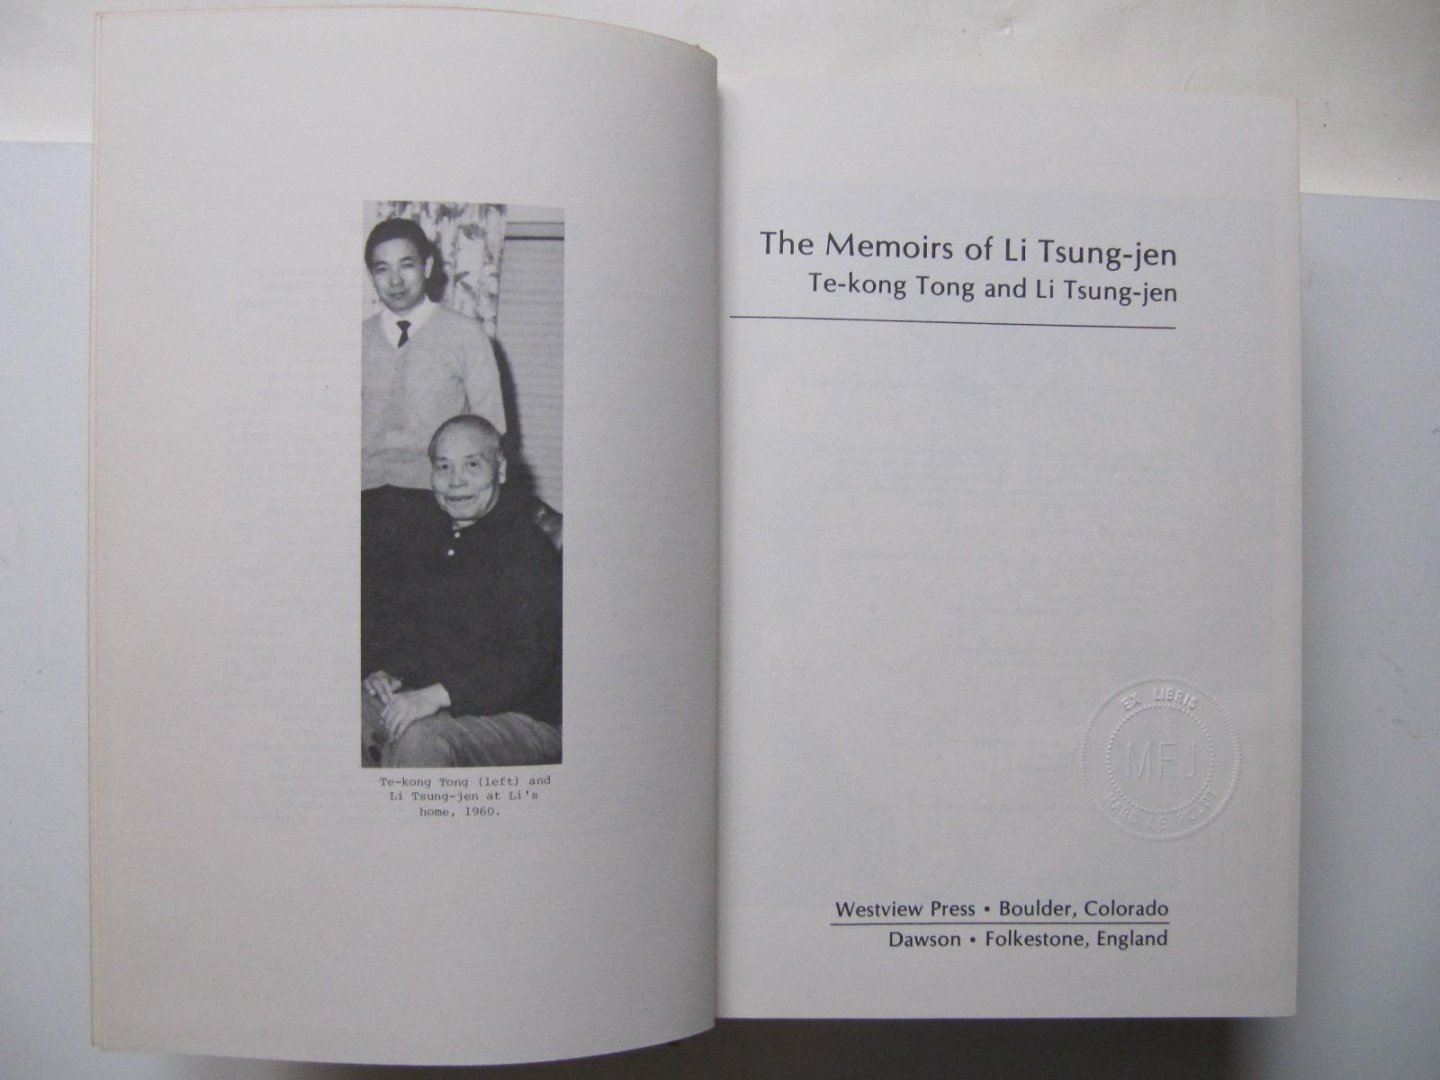 Te-kong Tong (left) and
Li Tsung-jen at Li's
home, 1960.
The Memoirs of Li Tsung-jen
Te-kong Tong and Li Tsung-jen
EX LIBRIS
MFJ
Westview Press • Boulder, Colorado
Dawson • Folkestone, England